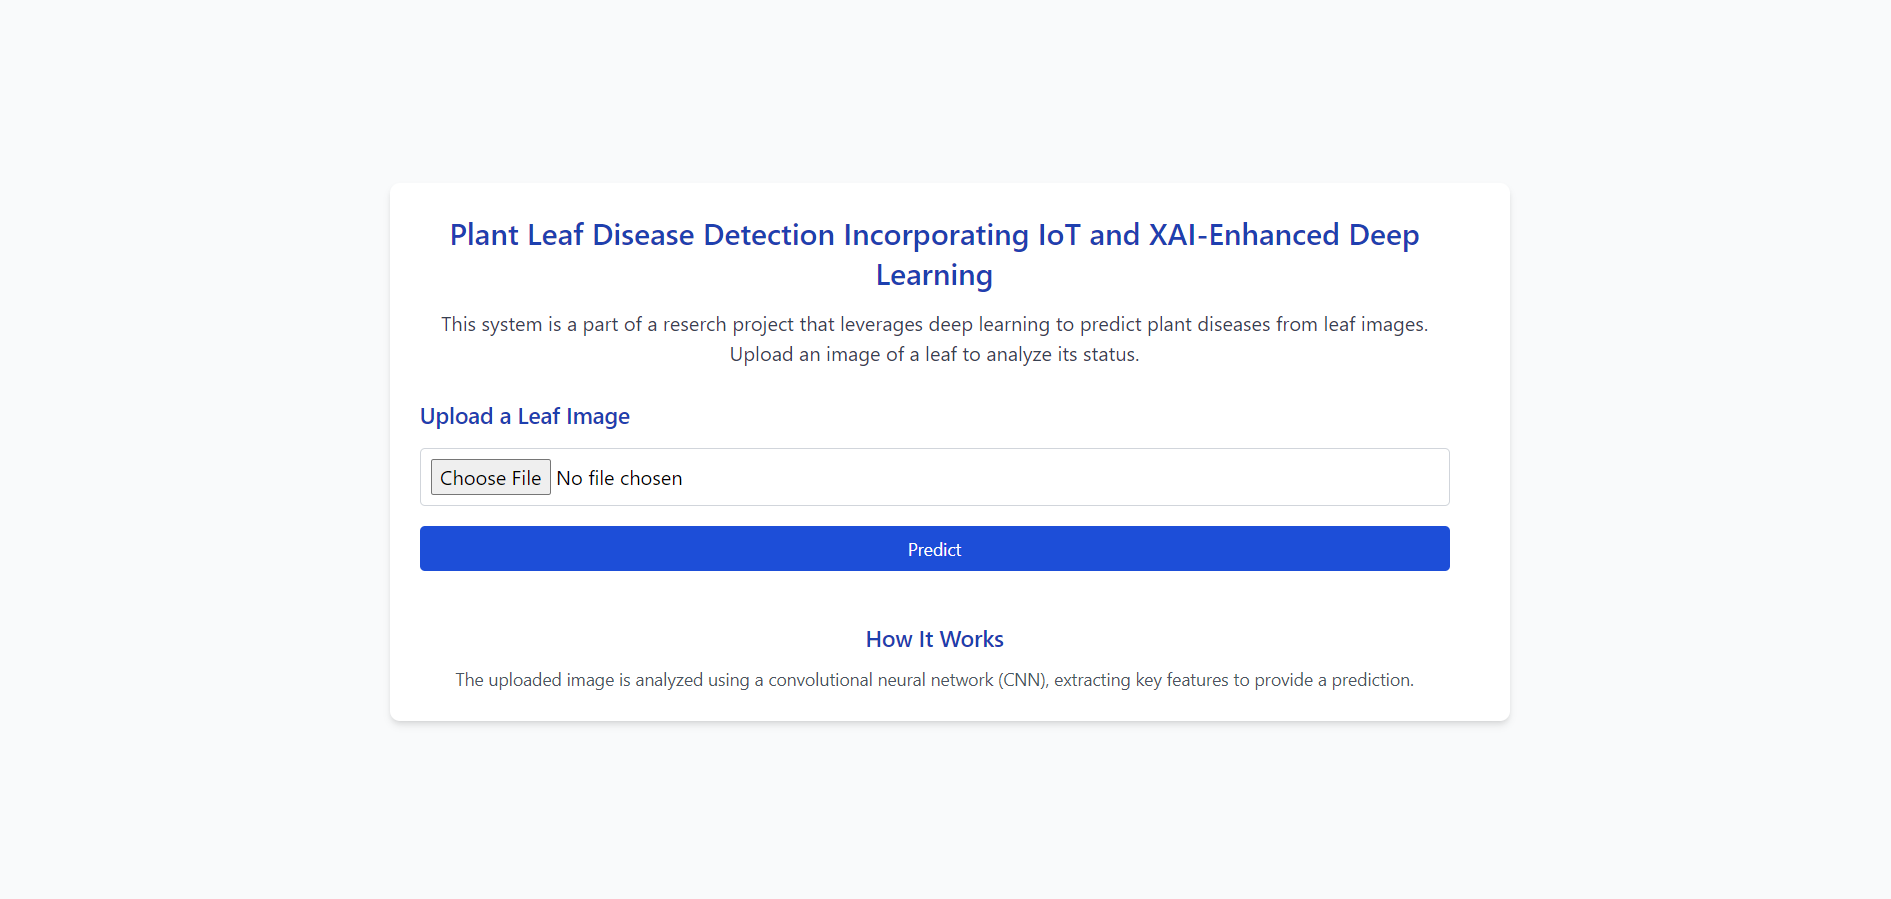 Plant Leaf Disease Detection Incorporating IoT and XAI-Enhanced Deep
Learning
This system is a part of a reserch project that leverages deep learning to predict plant diseases from leaf images.
Upload an image of a leaf to analyze its status.
Upload a Leaf Image
Choose File No file chosen
Predict
How It Works
The uploaded image is analyzed using a convolutional neural network (CNN), extracting key features to provide a prediction.